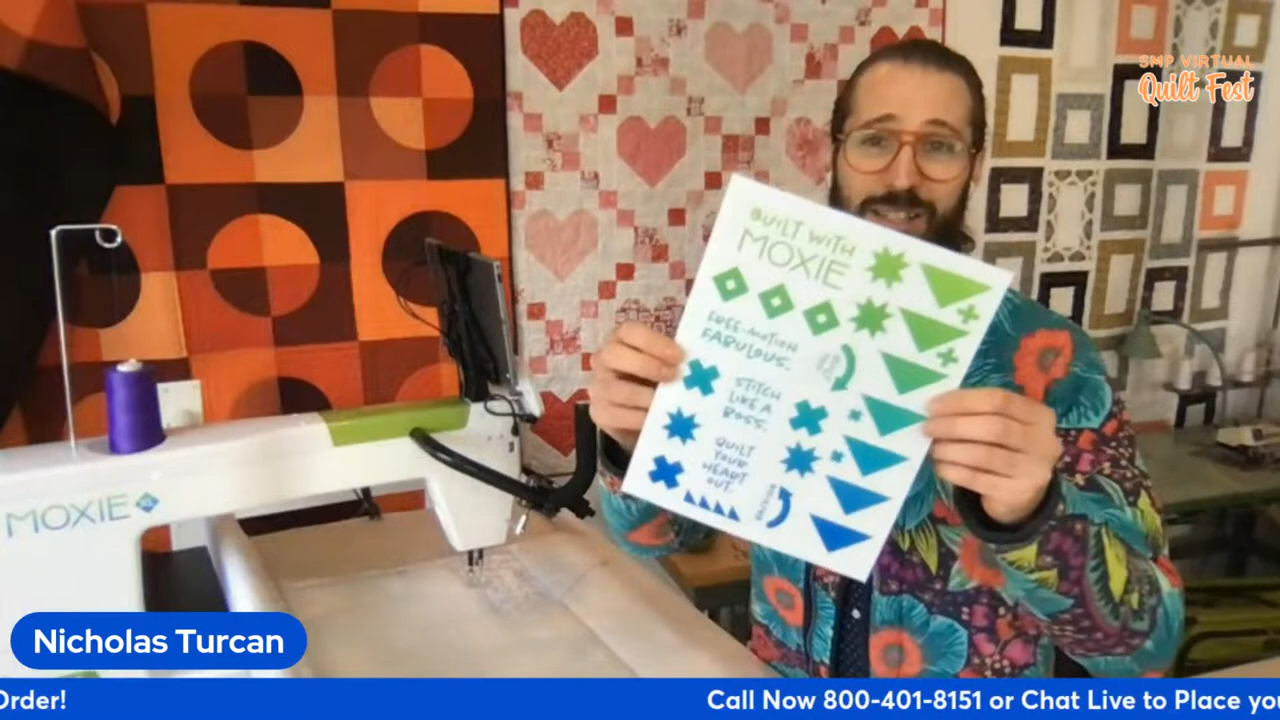 SMP VIRTUAL
Quilt Fest
QUILT WITH
MOXIE
FREE-MOTION
FABULOUS.
STITCH
LIKE A
BOSS.
QUILT
YOUR
HEART
OUT.
MOXIE XL
Nicholas Turcan
Order! Call Now 800-401-8151 or Chat Live to Place you